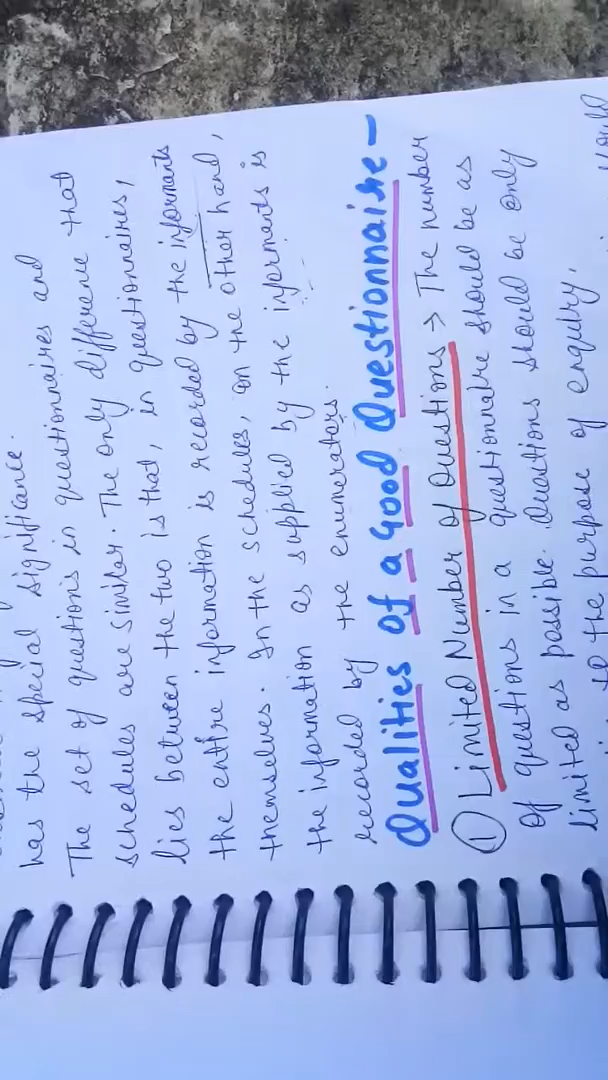 has the special significance.
The set of questions in questionnaires and
schedules are similar. The only difference that
lies between the two is that, in questionnaires,
the entire information is recorded by the informants
themselves. In the schedules, on the other hand,
the information as supplied by the informants is
recorded by the enumerators.
Qualities of a Good Questionnaire -
① Limited Number of Questions → The number
of questions in a questionnaire should be as
limited as possible. Questions should be only
to the purpose of enquiry.